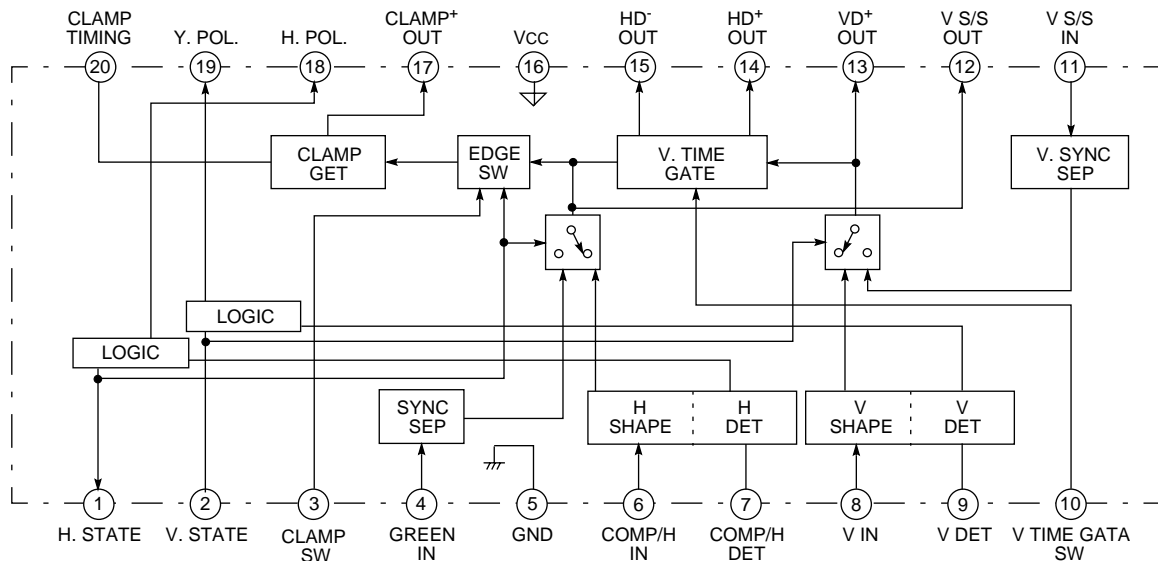 CLAMP
TIMING
Y. POL.
H. POL.
CLAMP+
OUT
VCC
HD-
OUT
HD+
OUT
VD+
OUT
V S/S
OUT
V S/S
IN
20
19
18
17
16
15
14
13
12
11
CLAMP
GET
EDGE
SW
V. TIME
GATE
V. SYNC
SEP
LOGIC
LOGIC
SYNC
SEP
H
SHAPE
H
DET
V
SHAPE
V
DET
1
2
3
4
5
6
7
8
9
10
H. STATE
V. STATE
CLAMP
SW
GREEN
IN
GND
COMP/H
IN
COMP/H
DET
V IN
V DET
V TIME GATA
SW